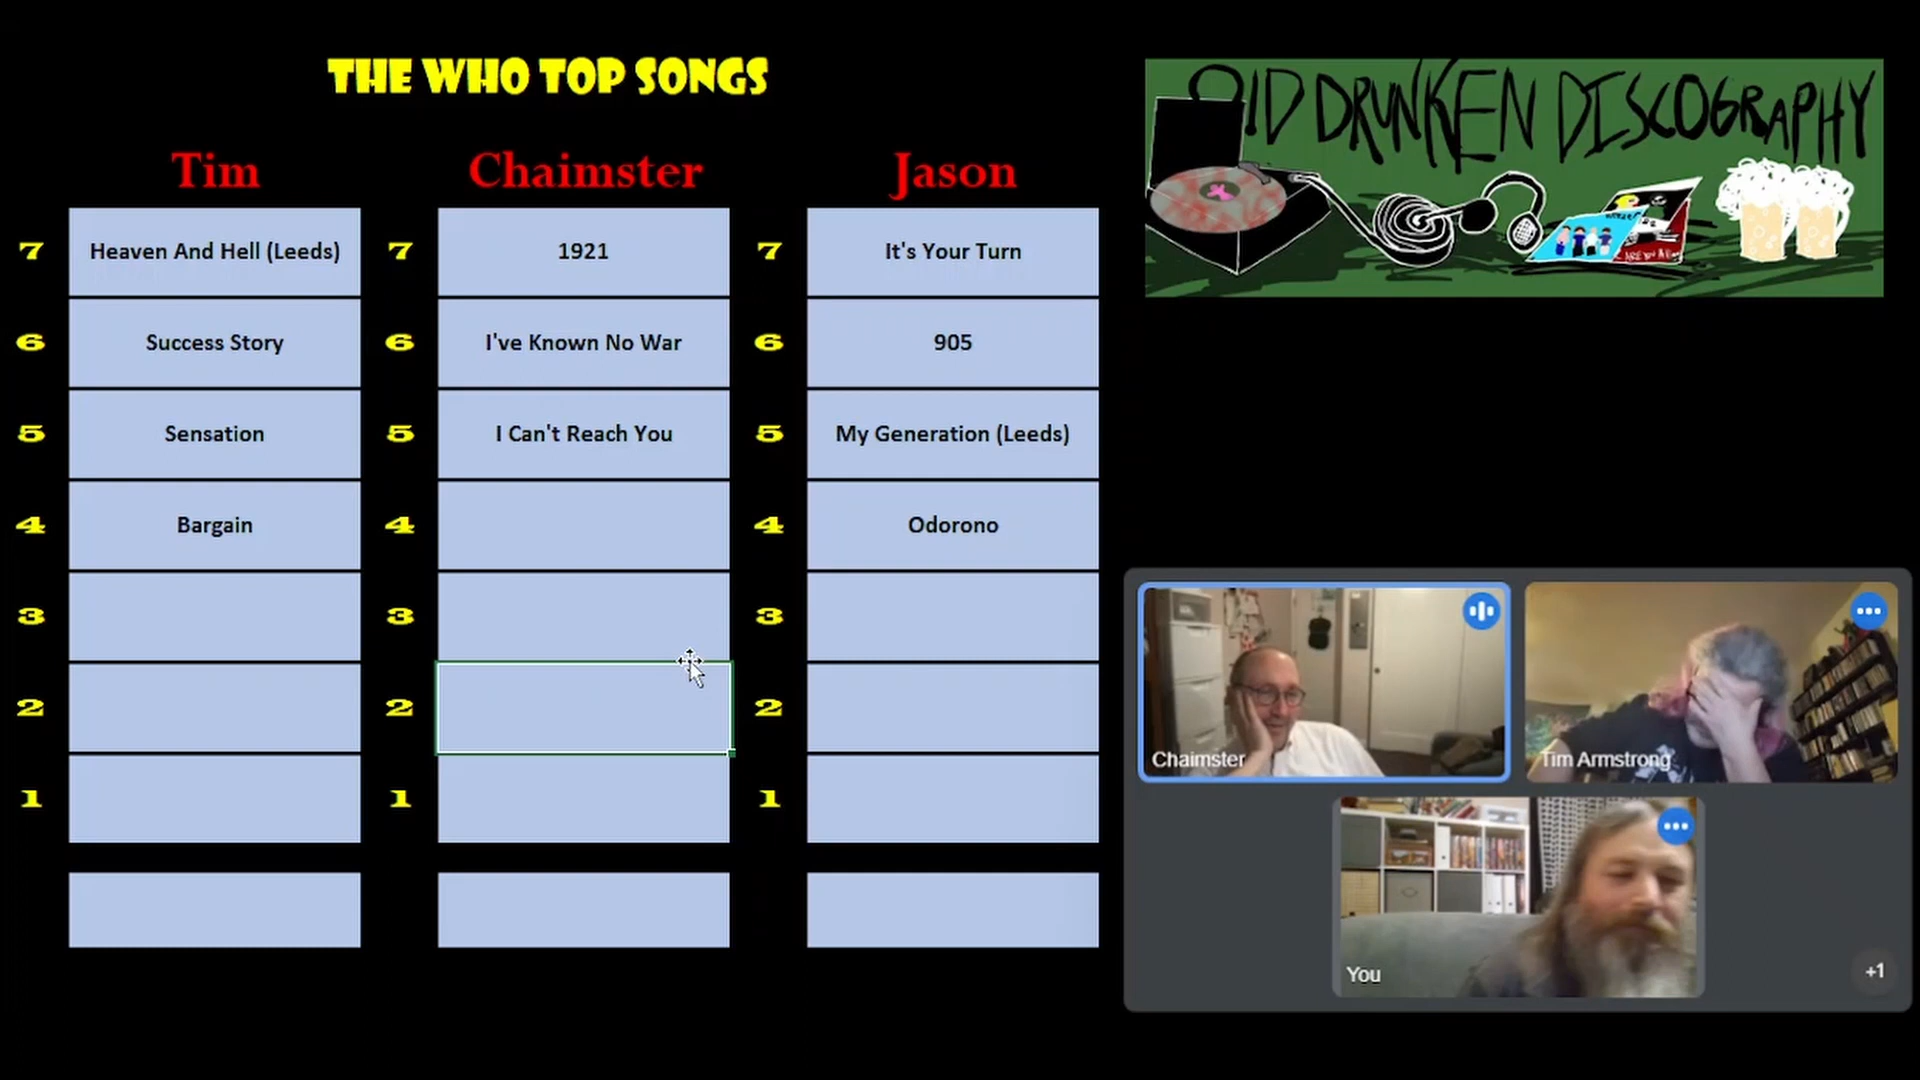 THE WHO TOP SONGS
OLD DRUNKEN DISCOGRAPHY
Tim Chaimster Jason
7 Heaven And Hell (Leeds) 7 1921 7 It's Your Turn
6 Success Story 6 I've Known No War 6 905
5 Sensation 5 I Can't Reach You 5 My Generation (Leeds)
4 Bargain 4 4 Odorono
3 3 3
2 2 2
1 1 1
Chaimster
Tim Armstrong
You
+1